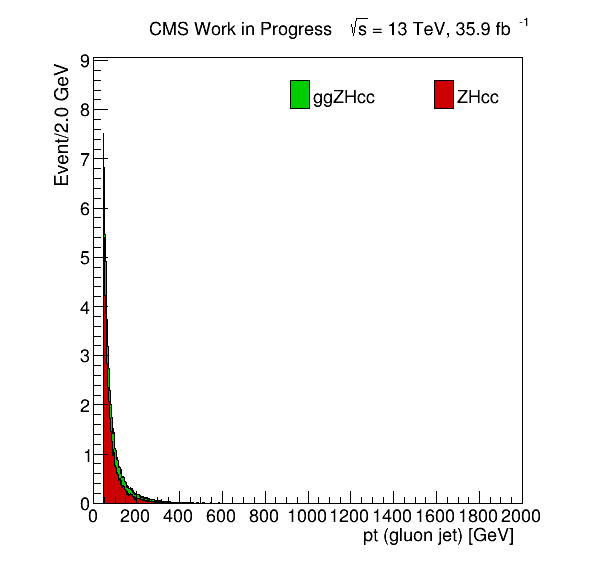 CMS Work in Progress √s = 13 TeV, 35.9 fb⁻¹
Event/2.0 GeV
9
8
7
6
5
4
3
2
1
0
ggZHcc ZHcc
0 200 400 600 800 1000 1200 1400 1600 1800 2000
pt (gluon jet) [GeV]